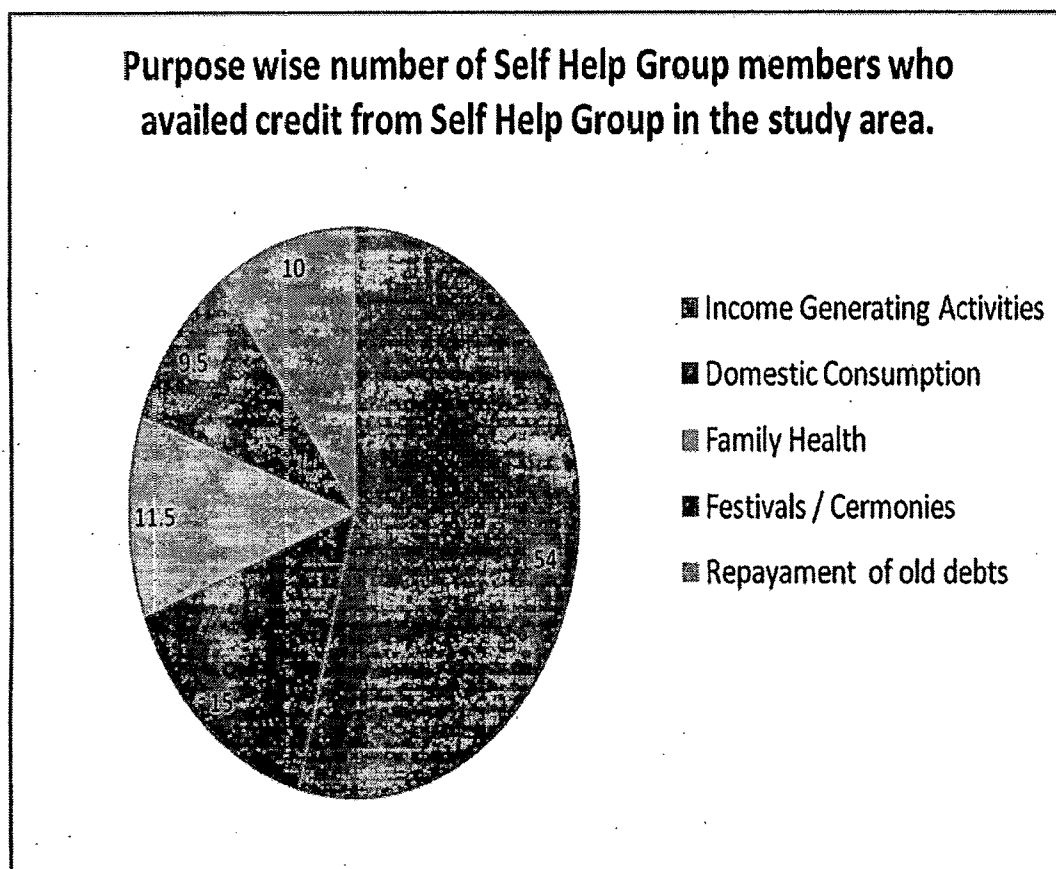 Purpose wise number of Self Help Group members who
availed credit from Self Help Group in the study area.
10
9.5
11.5
15
54
Income Generating Activities
Domestic Consumption
Family Health
Festivals / Cermonies
Repayament of old debts